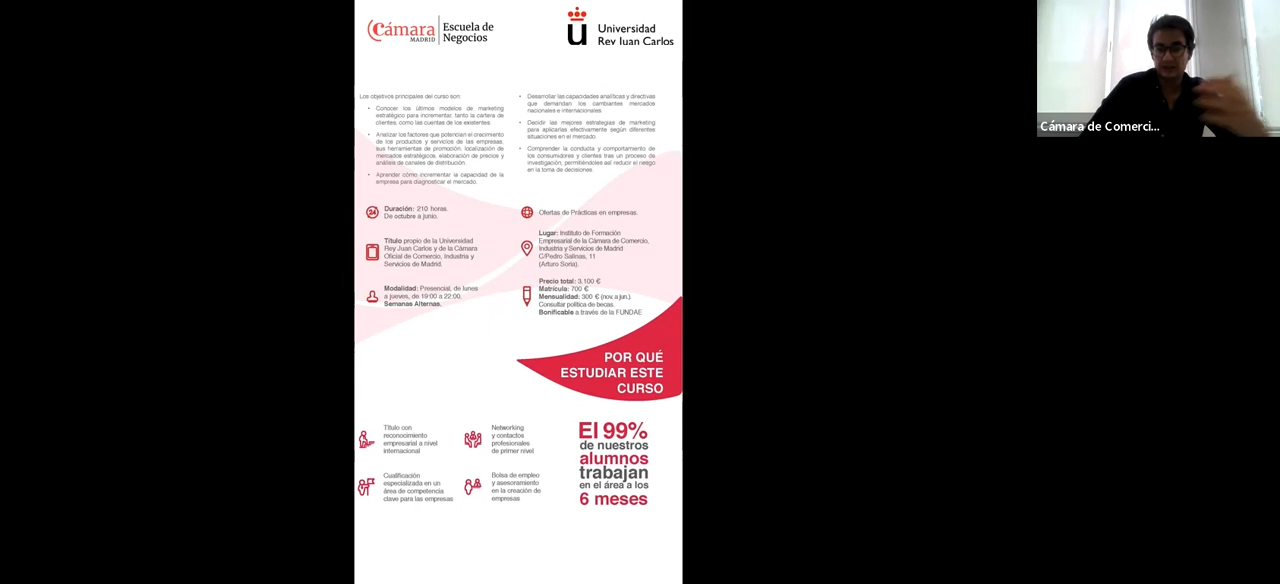 Cámara
MADRID
Escuela de
Negocios
Universidad
Rey Juan Carlos
Los objetivos principales del curso son:
• Conocer los últimos modelos de marketing
estratégico para incrementar, tanto la cartera de
clientes, como las cuentas de los existentes.
• Analizar los factores que potencian el crecimiento
de los productos y servicios de las empresas,
sus herramientas de promoción, localización de
mercados estratégicos, elaboración de precios y
análisis de canales de distribución.
• Aprender cómo incrementar la capacidad de la
empresa para diagnosticar el mercado.
• Desarrollar las capacidades analíticas y directivas
que demandan los cambiantes mercados
nacionales e internacionales.
• Decidir las mejores estrategias de marketing
para aplicarlas efectivamente según diferentes
situaciones en el mercado.
• Comprender la conducta y comportamiento de
los consumidores y clientes tras un proceso de
investigación, permitiéndoles así reducir el riesgo
en la toma de decisiones.
24
Duración: 210 horas.
De octubre a junio.
Título propio de la Universidad
Rey Juan Carlos y de la Cámara
Oficial de Comercio, Industria y
Servicios de Madrid.
Modalidad: Presencial, de lunes
a jueves, de 19:00 a 22:00.
Semanas Alternas.
Ofertas de Prácticas en empresas.
Lugar: Instituto de Formación
Empresarial de la Cámara de Comercio,
Industria y Servicios de Madrid
C/Pedro Salinas, 11
(Arturo Soria).
Precio total: 3.100 €
Matrícula: 700 €
Mensualidad: 300 € (nov. a jun.).
Consultar política de becas.
Bonificable a través de la FUNDAE
POR QUÉ
ESTUDIAR ESTE
CURSO
Título con
reconocimiento
empresarial a nivel
internacional
Networking
y contactos
profesionales
de primer nivel
Cualificación
especializada en un
área de competencia
clave para las empresas
Bolsa de empleo
y asesoramiento
en la creación de
empresas
El 99%
de nuestros
alumnos
trabajan
en el área a los
6 meses
Cámara de Comerci...